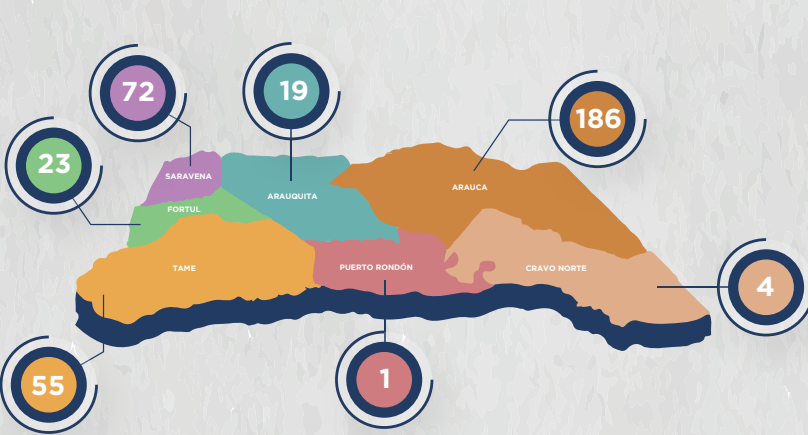 72
19
186
23
SARAVENA
ARAUCA
ARAUQUITA
FORTUL
TAME
PUERTO RONDÓN
CRAVO NORTE
4
1
55